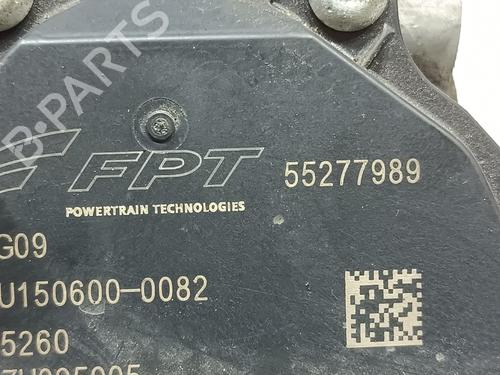 B-PARTS
FPT 55277989
POWERTRAIN TECHNOLOGIES
G09
U150600-0082
5260